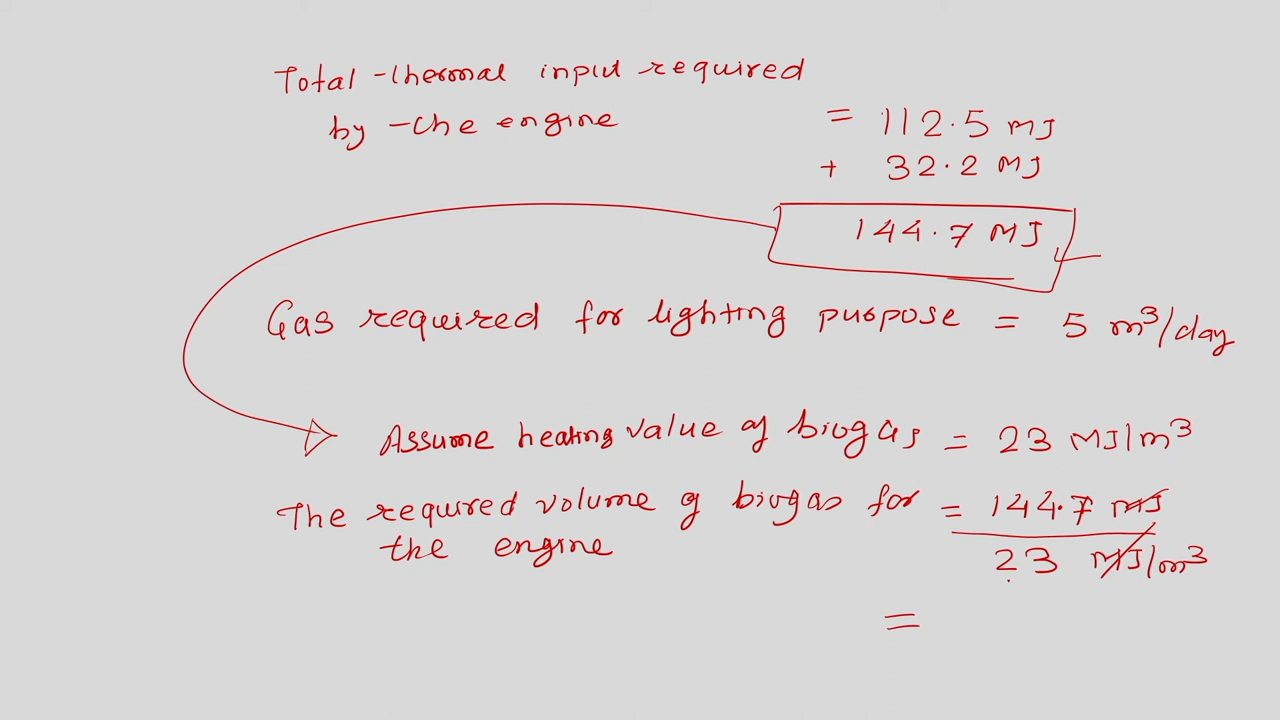 Total thermal input required
by the engine
= 112.5 MJ
+ 32.2 MJ
144.7 MJ
Gas required for lighting purpose = 5 m³/day
Assume heating value of biogas = 23 MJ/m³
The required volume of biogas for = 144.7 MJ
the engine
23 MJ/m³
=